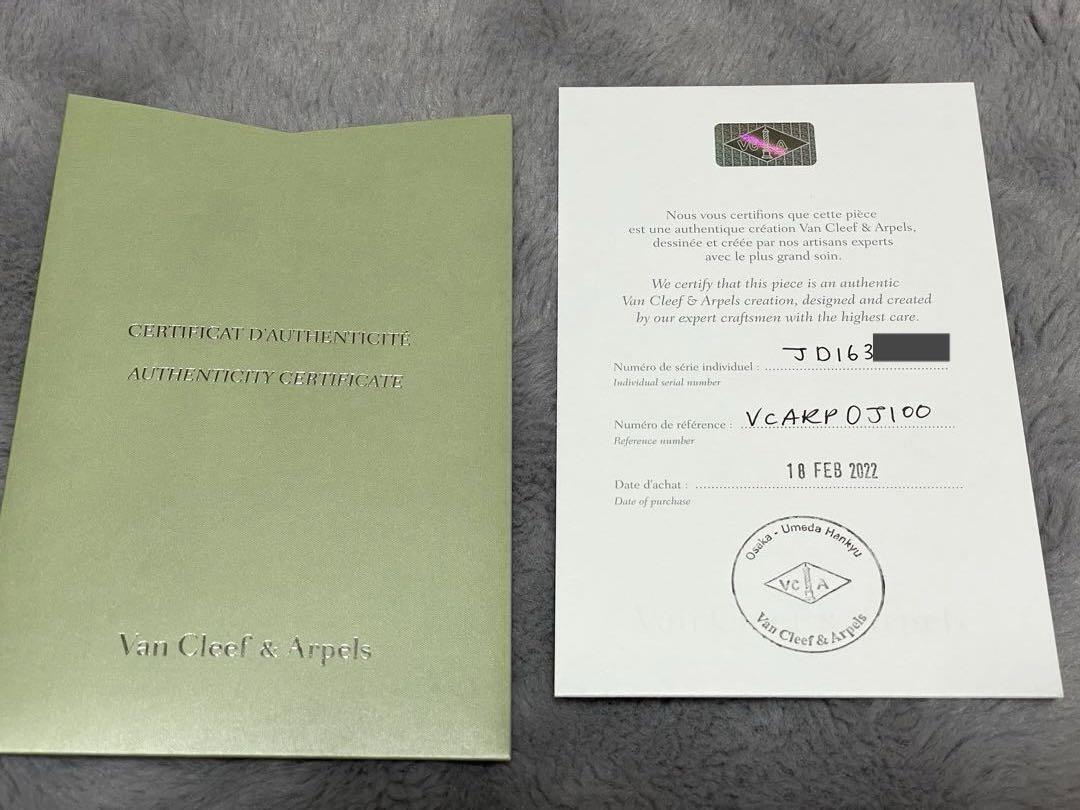 CERTIFICAT D'AUTHENTICITÉ
AUTHENTICITY CERTIFICATE
Van Cleef & Arpels
VCA
Nous vous certifions que cette pièce
est une authentique création Van Cleef & Arpels,
dessinée et créée par nos artisans experts
avec le plus grand soin.
We certify that this piece is an authentic
Van Cleef & Arpels creation, designed and created
by our expert craftsmen with the highest care.
Numéro de série individuel : JD163
Individual serial number
Numéro de référence : VCARPOJ100
Reference number
Date d'achat : 18 FEB 2022
Date of purchase
Osaka - Umeda Hankyu
VC A
Van Cleef & Arpels